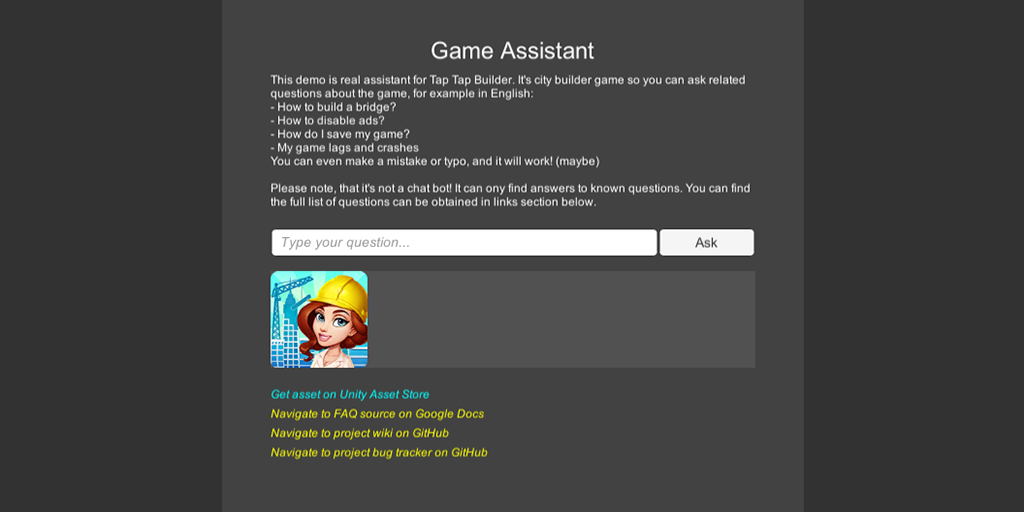 Game Assistant
This demo is real assistant for Tap Tap Builder. It's city builder game so you can ask related
questions about the game, for example in English:
- How to build a bridge?
- How to disable ads?
- How do I save my game?
- My game lags and crashes
You can even make a mistake or typo, and it will work! (maybe)
Please note, that it's not a chat bot! It can ony find answers to known questions. You can find
the full list of questions can be obtained in links section below.
Type your question...
Ask
Get asset on Unity Asset Store
Navigate to FAQ source on Google Docs
Navigate to project wiki on GitHub
Navigate to project bug tracker on GitHub